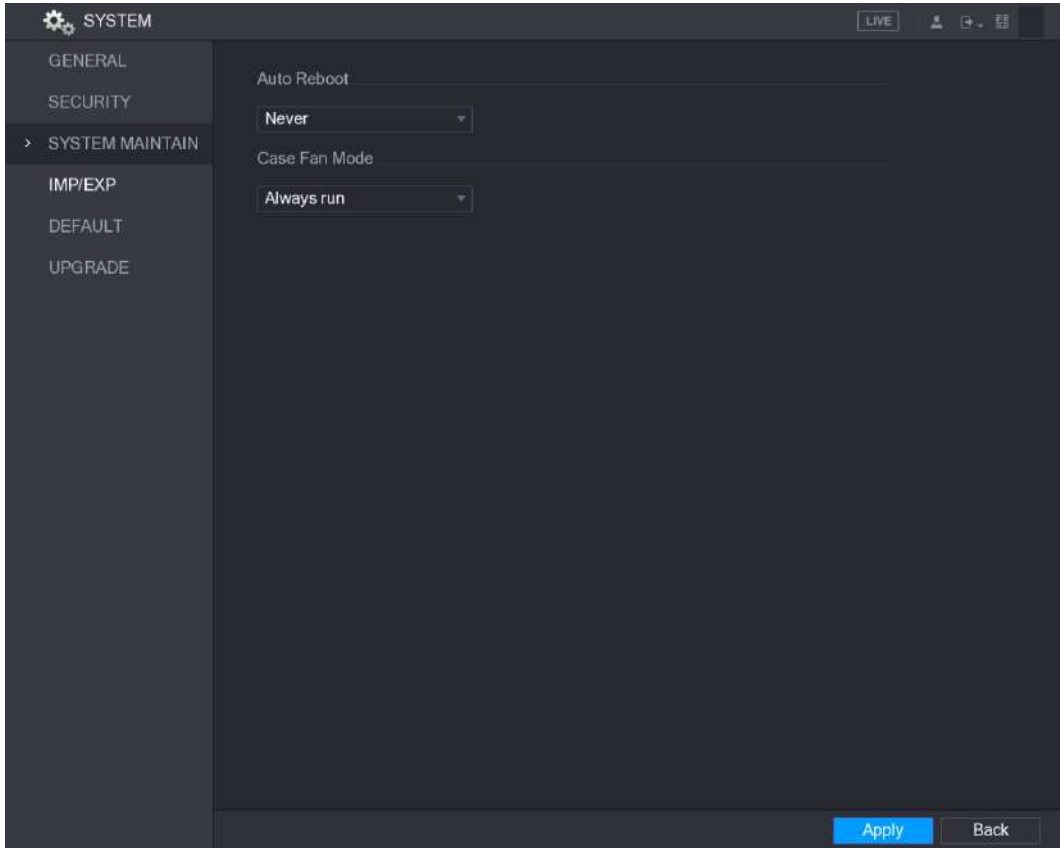 SYSTEM
LIVE
GENERAL
SECURITY
> SYSTEM MAINTAIN
IMP/EXP
DEFAULT
UPGRADE
Auto Reboot
Never
Case Fan Mode
Always run
Apply
Back